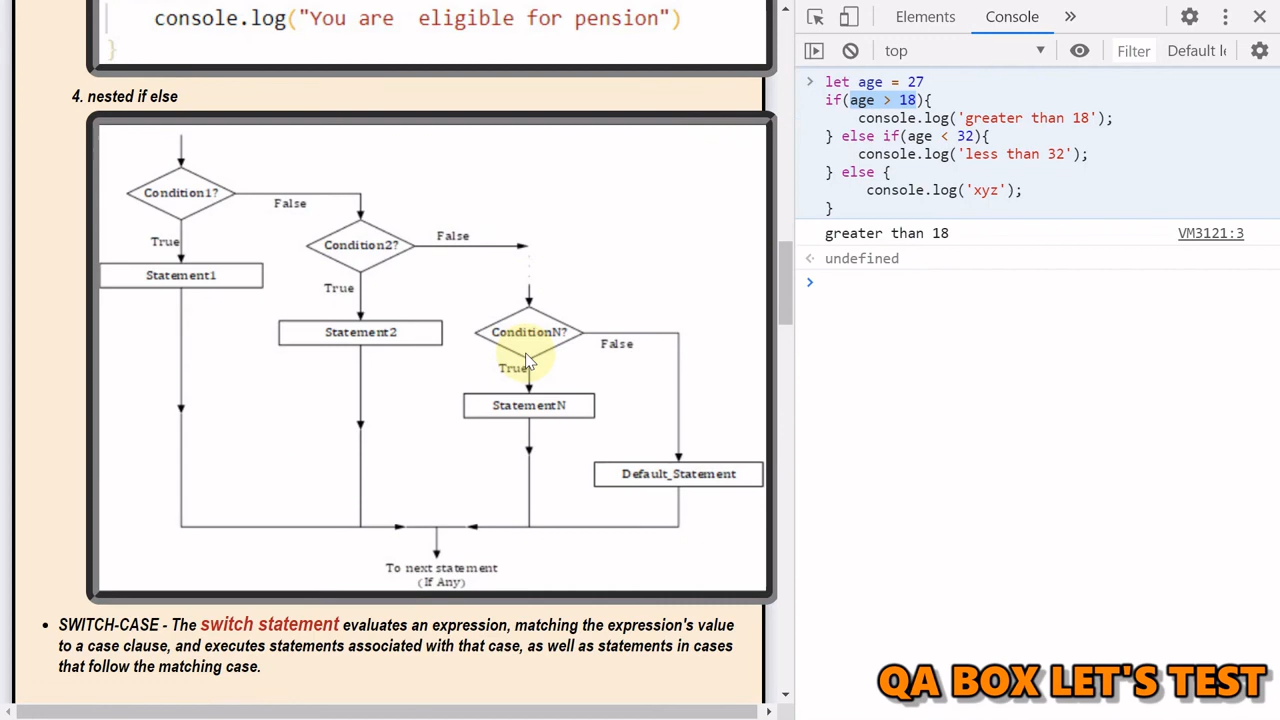 console.log("You are  eligible for pension")
}
4. nested if else
Condition1?
False
True
Statement1
Condition2?
False
True
Statement2
ConditionN?
False
True
StatementN
Default_Statement
To next statement
(If Any)
• SWITCH-CASE - The switch statement evaluates an expression, matching the expression's value
to a case clause, and executes statements associated with that case, as well as statements in cases
that follow the matching case.
Elements Console
top Filter Default le
let age = 27
if(age > 18){
console.log('greater than 18');
} else if(age < 32){
console.log('less than 32');
} else {
console.log('xyz');
}
greater than 18 VM3121:3
undefined
QA BOX LET'S TEST